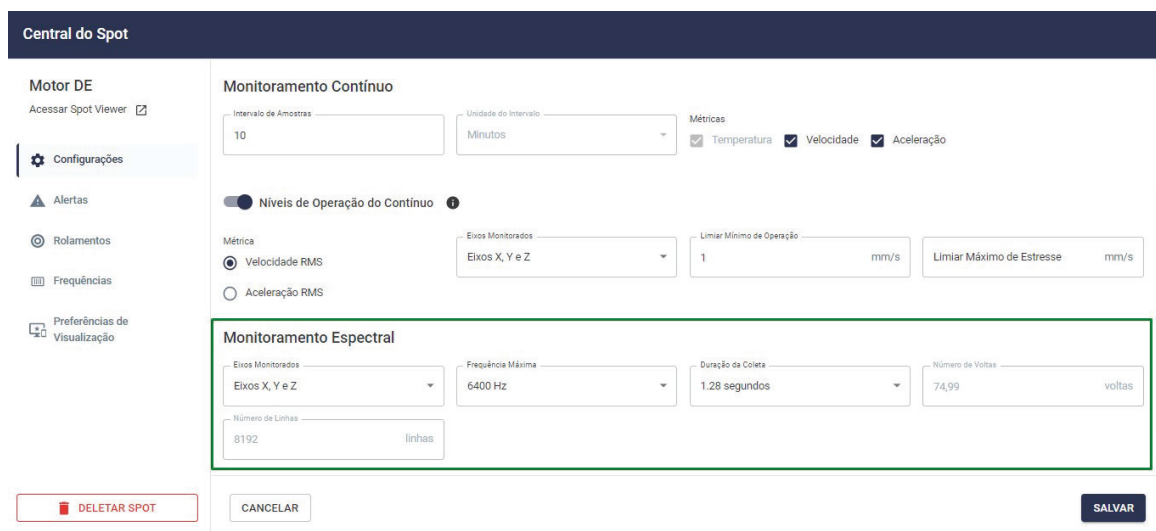 Central do Spot
Motor DE
Acessar Spot Viewer
Configurações
Alertas
Rolamentos
Frequências
Preferências de
Visualização
DELETAR SPOT
Monitoramento Contínuo
Intervalo de Amostras
10
Unidade do Intervalo
Minutos
Métricas
Temperatura Velocidade Aceleração
Níveis de Operação do Contínuo
Métrica
Velocidade RMS
Aceleração RMS
Eixos Monitorados
Eixos X, Y e Z
Limiar Mínimo de Operação
1 mm/s
Limiar Máximo de Estresse mm/s
Monitoramento Espectral
Eixos Monitorados
Eixos X, Y e Z
Frequência Máxima
6400 Hz
Duração da Coleta
1.28 segundos
Número de Voltas
74,99 voltas
Número de Linhas
8192 linhas
CANCELAR
SALVAR